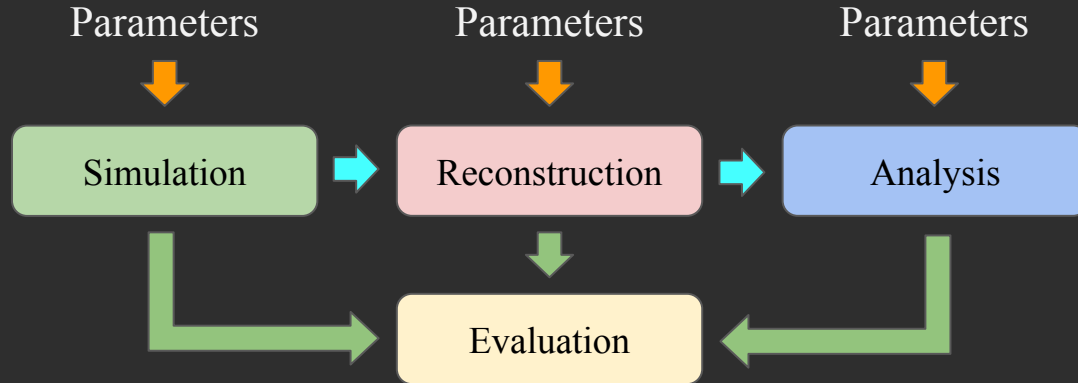 Parameters
Parameters
Parameters
Simulation
Reconstruction
Analysis
Evaluation